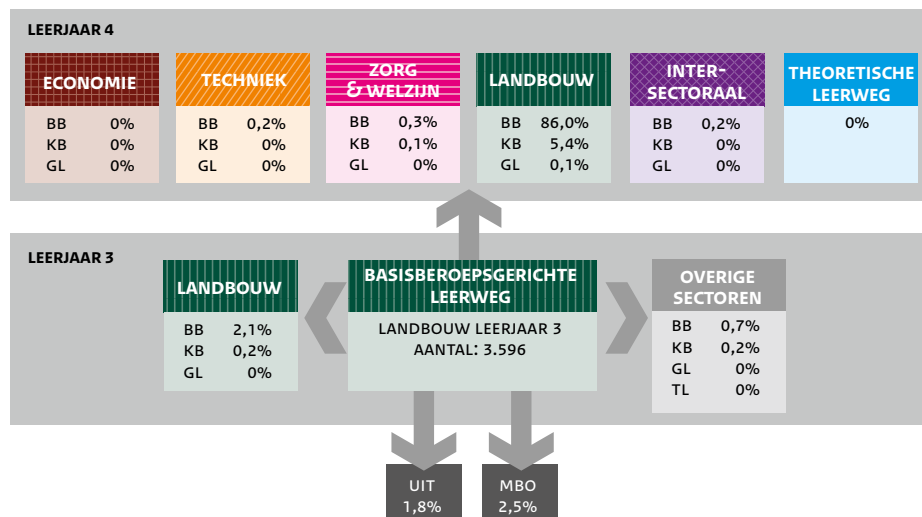 LEERJAAR 4
ECONOMIE
BB 0%
KB 0%
GL 0%
TECHNIEK
BB 0,2%
KB 0%
GL 0%
ZORG
& WELZIJN
BB 0,3%
KB 0,1%
GL 0%
LANDBOUW
BB 86,0%
KB 5,4%
GL 0,1%
INTER-
SECTORAAL
BB 0,2%
KB 0%
GL 0%
THEORETISCHE
LEERWEG
0%
LEERJAAR 3
LANDBOUW
BB 2,1%
KB 0,2%
GL 0%
BASISBEROEPSGERICHTE
LEERWEG
LANDBOUW LEERJAAR 3
AANTAL: 3.596
OVERIGE
SECTOREN
BB 0,7%
KB 0,2%
GL 0%
TL 0%
UIT
1,8%
MBO
2,5%